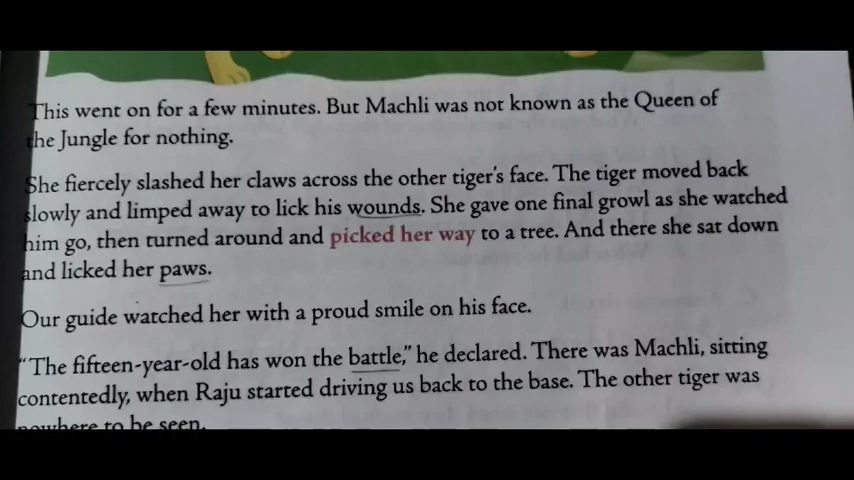 This went on for a few minutes. But Machli was not known as the Queen of
the Jungle for nothing.
She fiercely slashed her claws across the other tiger's face. The tiger moved back
slowly and limped away to lick his wounds. She gave one final growl as she watched
him go, then turned around and picked her way to a tree. And there she sat down
and licked her paws.
Our guide watched her with a proud smile on his face.
“The fifteen-year-old has won the battle,” he declared. There was Machli, sitting
contentedly, when Raju started driving us back to the base. The other tiger was
nowhere to be seen.